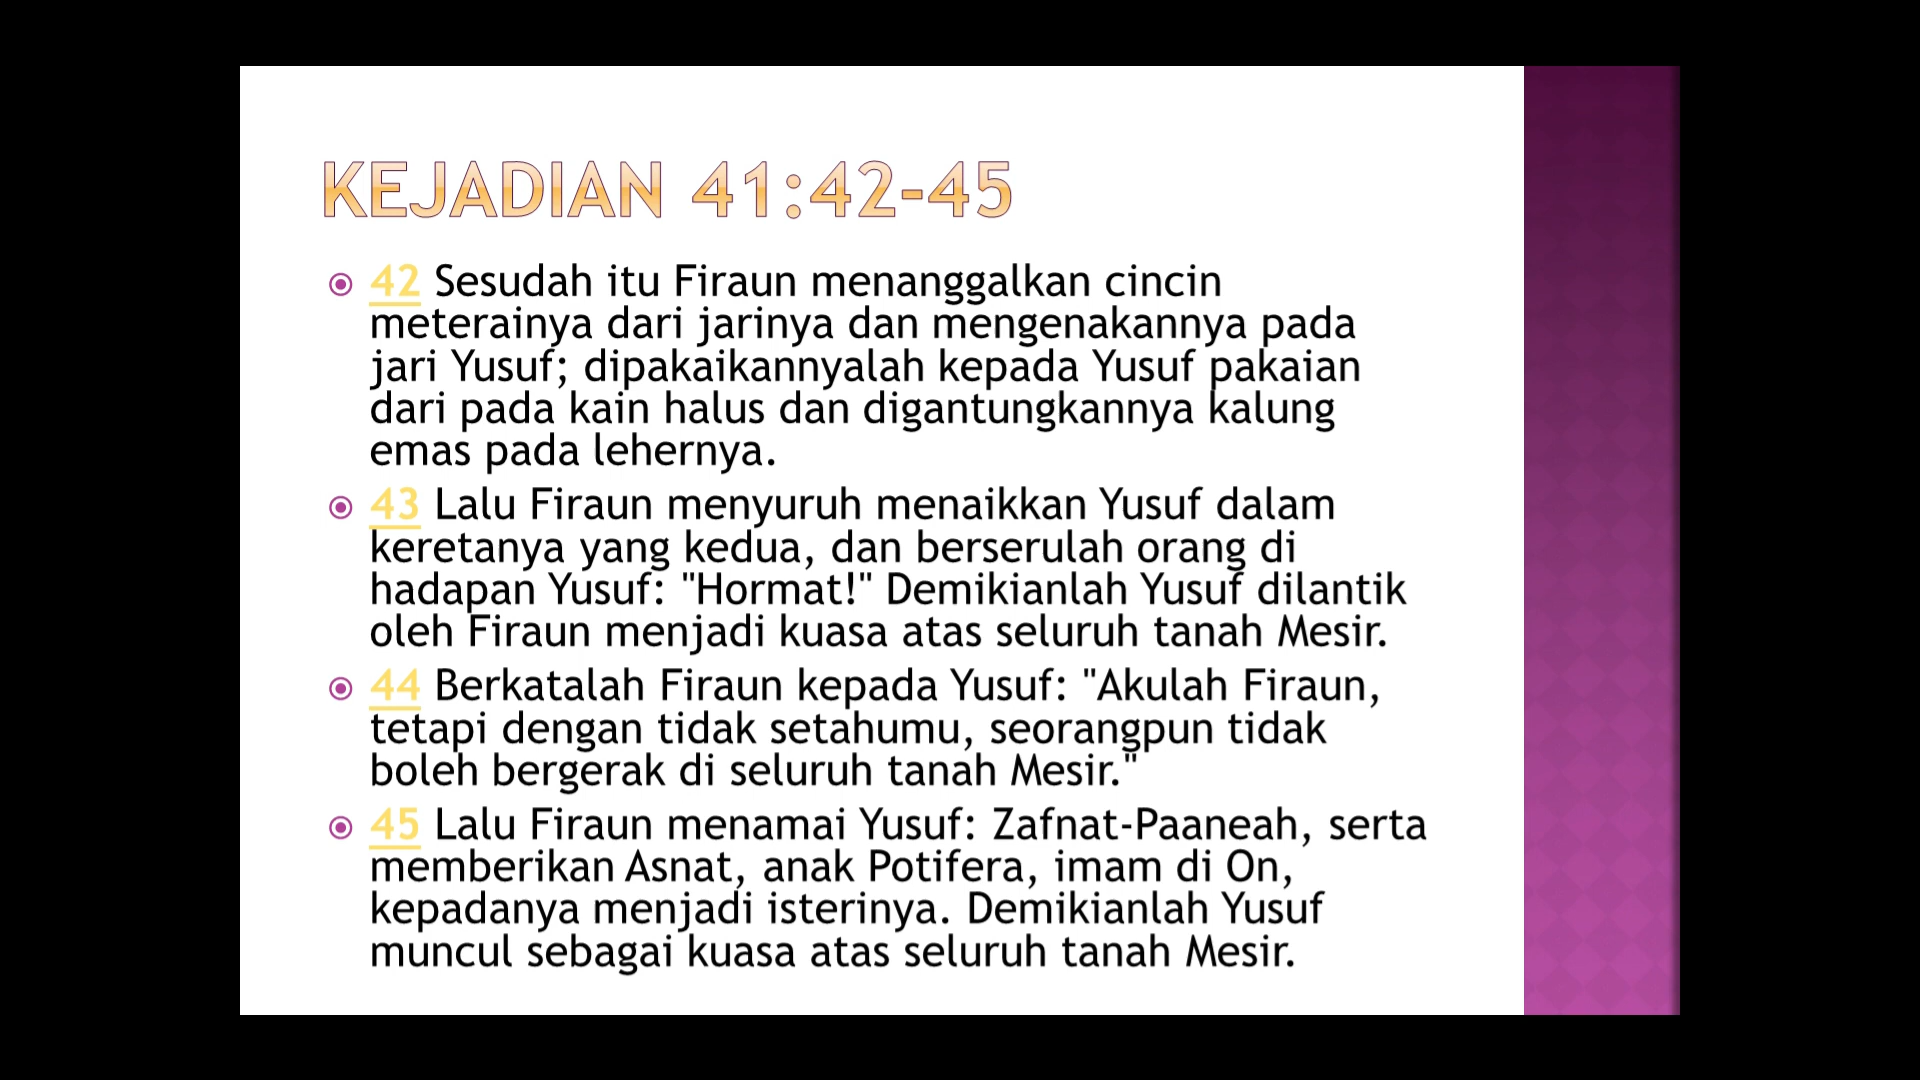 KEJADIAN 41:42-45
42 Sesudah itu Firaun menanggalkan cincin
meterainya dari jarinya dan mengenakannya pada
jari Yusuf; dipakaikannyalah kepada Yusuf pakaian
dari pada kain halus dan digantungkannya kalung
emas pada lehernya.
43 Lalu Firaun menyuruh menaikkan Yusuf dalam
keretanya yang kedua, dan berserulah orang di
hadapan Yusuf: "Hormat!" Demikianlah Yusuf dilantik
oleh Firaun menjadi kuasa atas seluruh tanah Mesir.
44 Berkatalah Firaun kepada Yusuf: "Akulah Firaun,
tetapi dengan tidak setahumu, seorangpun tidak
boleh bergerak di seluruh tanah Mesir."
45 Lalu Firaun menamai Yusuf: Zafnat-Paaneah, serta
memberikan Asnat, anak Potifera, imam di On,
kepadanya menjadi isterinya. Demikianlah Yusuf
muncul sebagai kuasa atas seluruh tanah Mesir.